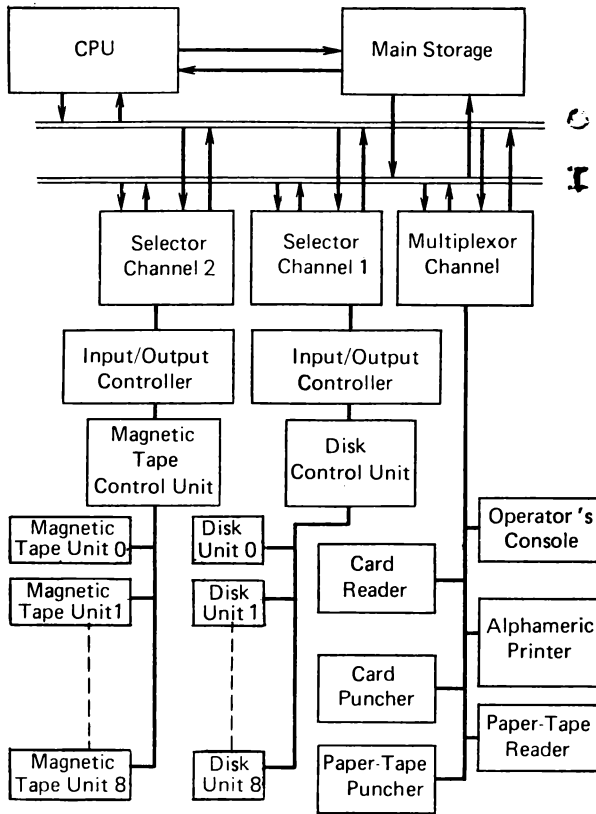 CPU
Main Storage
I
Selector
Channel 2
Selector
Channel 1
Multiplexor
Channel
Input/Output
Controller
Input/Output
Controller
Magnetic
Tape
Control Unit
Disk
Control Unit
Magnetic
Tape Unit 0
Magnetic
Tape Unit1
Magnetic
Tape Unit 8
Disk
Unit 0
Disk
Unit 1
Disk
Unit 8
Card
Reader
Card
Puncher
Paper-Tape
Puncher
Operator's
Console
Alphameric
Printer
Paper-Tape
Reader